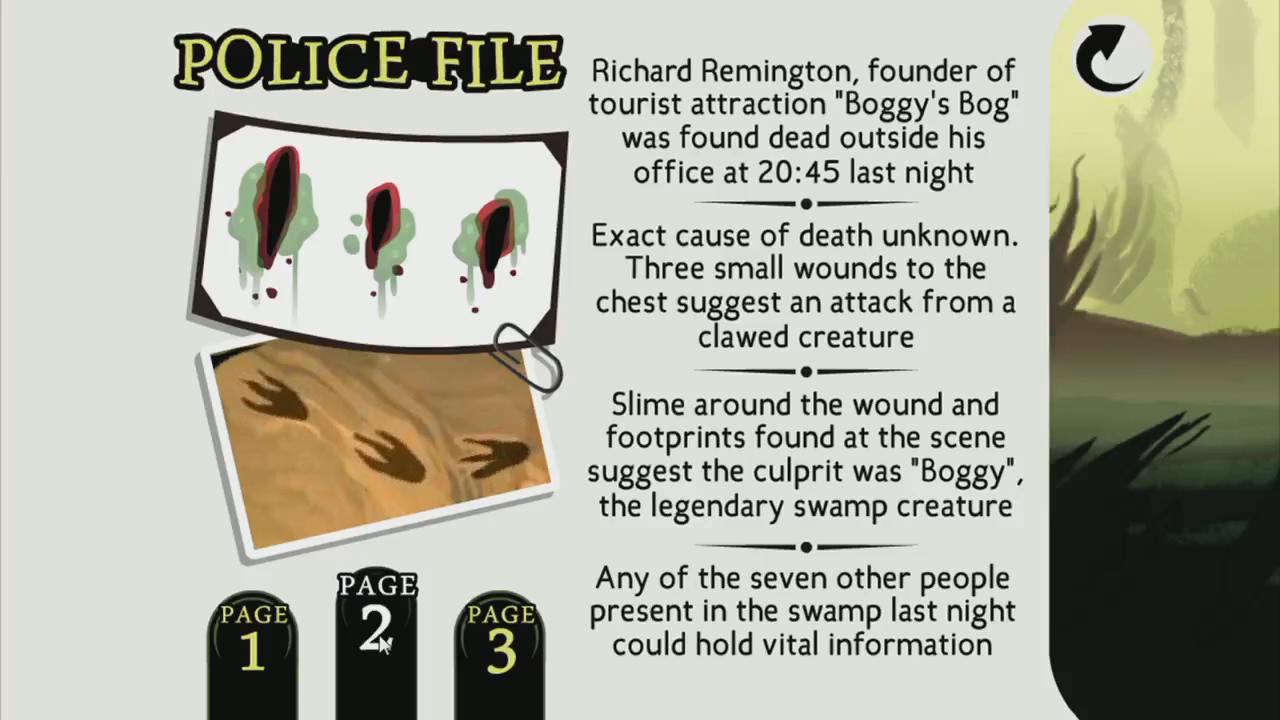 POLICE FILE
Richard Remington, founder of
tourist attraction "Boggy's Bog"
was found dead outside his
office at 20:45 last night
Exact cause of death unknown.
Three small wounds to the
chest suggest an attack from a
clawed creature
Slime around the wound and
footprints found at the scene
suggest the culprit was "Boggy",
the legendary swamp creature
Any of the seven other people
present in the swamp last night
could hold vital information
PAGE
1
PAGE
2
PAGE
3